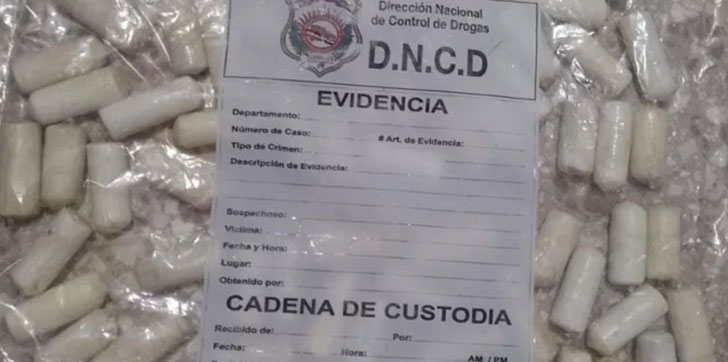 Dirección Nacional
de Control de Drogas
D.N.C.D
EVIDENCIA
Departamento:
Número de Caso: # Art. de Evidencia:
Tipo de Crimen:
Descripción de Evidencia:
Sospechoso:
Víctima:
Fecha y Hora:
Lugar:
Obtenido por:
CADENA DE CUSTODIA
Recibido de: Por:
Fecha: Hora: AM / PM